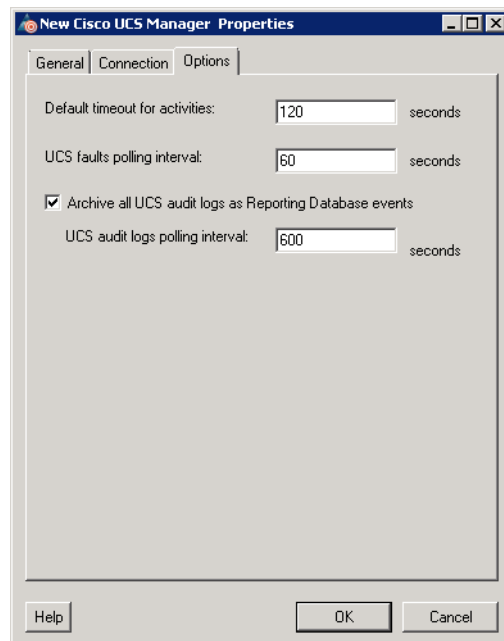 New Cisco UCS Manager Properties
General Connection Options
Default timeout for activities: 120 seconds
UCS faults polling interval: 60 seconds
Archive all UCS audit logs as Reporting Database events
UCS audit logs polling interval: 600 seconds
Help OK Cancel